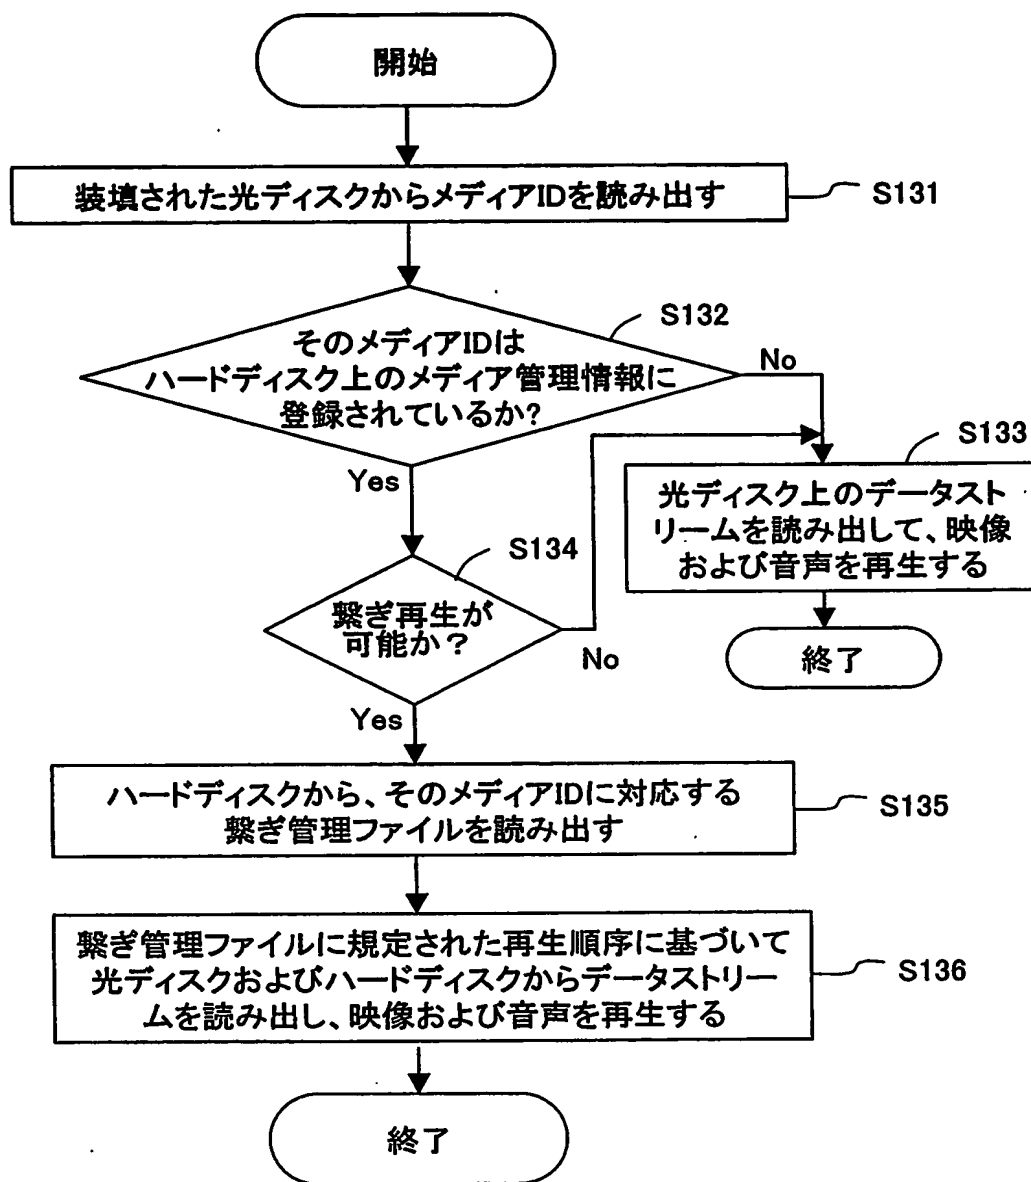 開始
装填された光ディスクからメディアIDを読み出す
S131
S132
そのメディアIDは
ハードディスク上のメディア管理情報に
登録されているか?
No
Yes
S133
光ディスク上のデータスト
リームを読み出して、映像
および音声を再生する
終了
S134
繋ぎ再生が
可能か？
No
Yes
ハードディスクから、そのメディアIDに対応する
繋ぎ管理ファイルを読み出す
S135
繋ぎ管理ファイルに規定された再生順序に基づいて
光ディスクおよびハードディスクからデータストリー
ムを読み出し、映像および音声を再生する
S136
終了